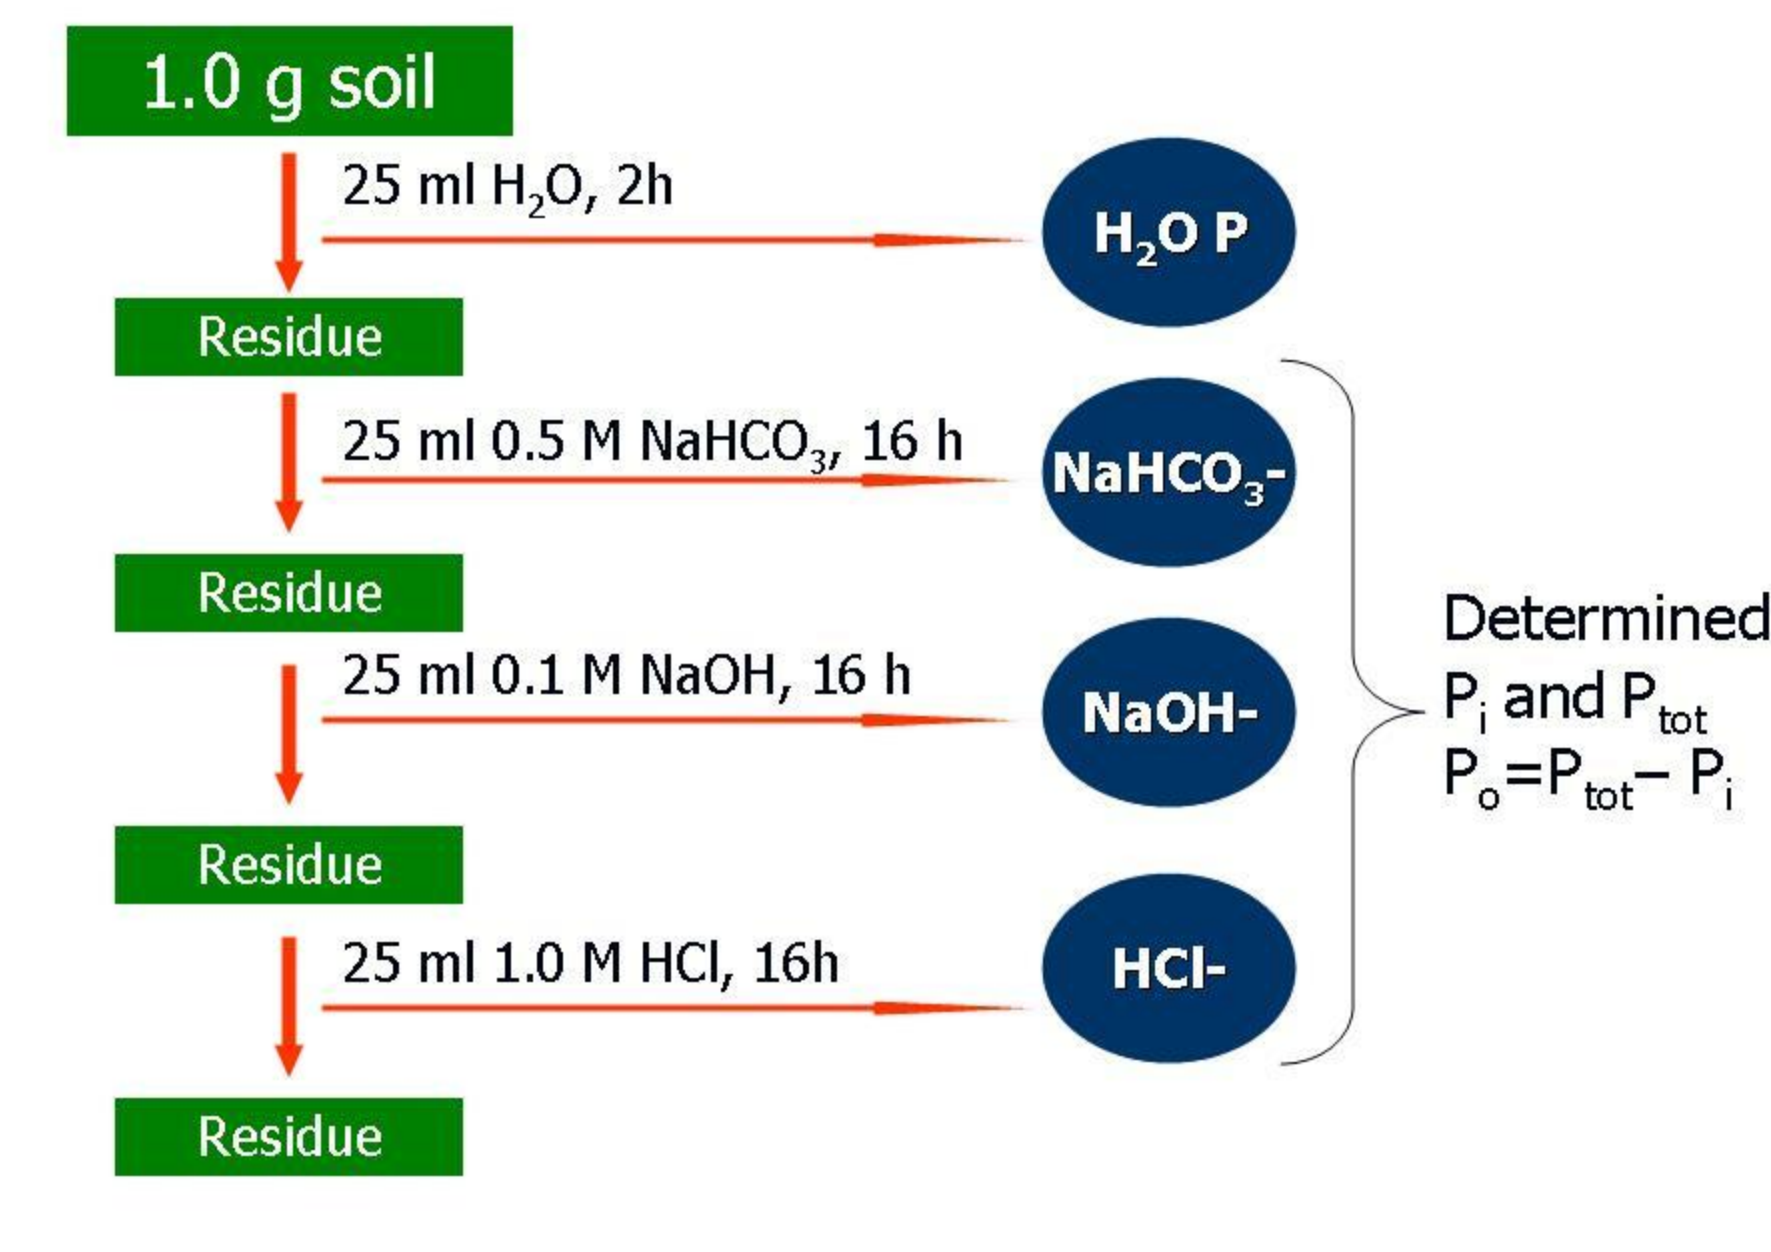 1.0 g soil
25 ml H₂O, 2h
H₂O P
Residue
25 ml 0.5 M NaHCO₃, 16 h
NaHCO₃-
Residue
25 ml 0.1 M NaOH, 16 h
NaOH-
Determined
Pᵢ and Pₜₒₜ
Pₒ=Pₜₒₜ– Pᵢ
Residue
25 ml 1.0 M HCl, 16h
HCl-
Residue